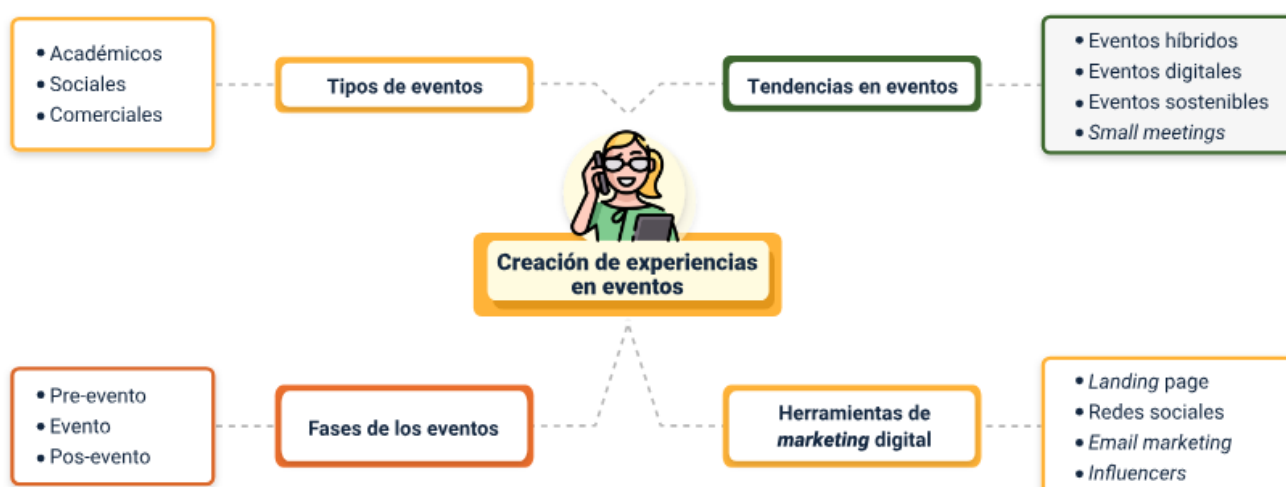 • Académicos
• Sociales
• Comerciales
Tipos de eventos
Tendencias en eventos
• Eventos híbridos
• Eventos digitales
• Eventos sostenibles
• Small meetings
Creación de experiencias
en eventos
• Pre-evento
• Evento
• Pos-evento
Fases de los eventos
Herramientas de
marketing digital
• Landing page
• Redes sociales
• Email marketing
• Influencers